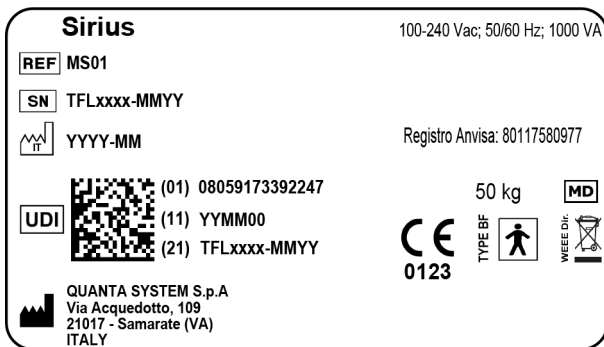 Sirius
100-240 Vac; 50/60 Hz; 1000 VA
REF MS01
SN TFLxxxx-MMYY
IT YYYY-MM
Registro Anvisa: 80117580977
UDI
(01) 08059173392247
(11) YYMM00
(21) TFLxxxx-MMYY
50 kg
MD
CE
0123
TYPE BF
WEEE Dir.
QUANTA SYSTEM S.p.A
Via Acquedotto, 109
21017 - Samarate (VA)
ITALY